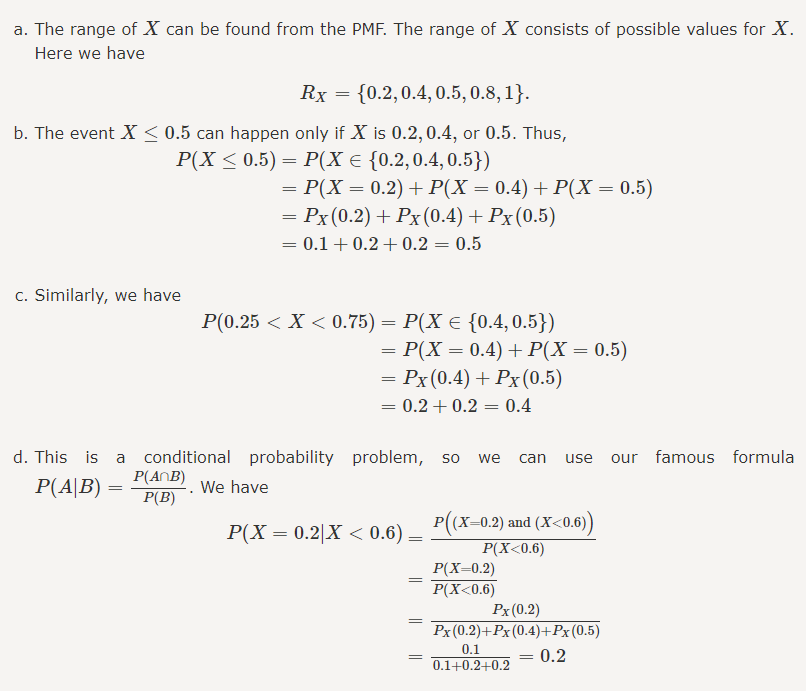 a. The range of X can be found from the PMF. The range of X consists of possible values for X.
Here we have
R_X = {0.2, 0.4, 0.5, 0.8, 1}.
b. The event X ≤ 0.5 can happen only if X is 0.2, 0.4, or 0.5. Thus,
P(X ≤ 0.5) = P(X ∈ {0.2, 0.4, 0.5})
= P(X = 0.2) + P(X = 0.4) + P(X = 0.5)
= P_X(0.2) + P_X(0.4) + P_X(0.5)
= 0.1 + 0.2 + 0.2 = 0.5
c. Similarly, we have
P(0.25 < X < 0.75) = P(X ∈ {0.4, 0.5})
= P(X = 0.4) + P(X = 0.5)
= P_X(0.4) + P_X(0.5)
= 0.2 + 0.2 = 0.4
d. This is a conditional probability problem, so we can use our famous formula
P(A|B) = P(A∩B)/P(B). We have
P(X = 0.2|X < 0.6) = P((X=0.2) and (X<0.6))/P(X<0.6)
= P(X=0.2)/P(X<0.6)
= P_X(0.2)/(P_X(0.2)+P_X(0.4)+P_X(0.5))
= 0.1/(0.1+0.2+0.2) = 0.2